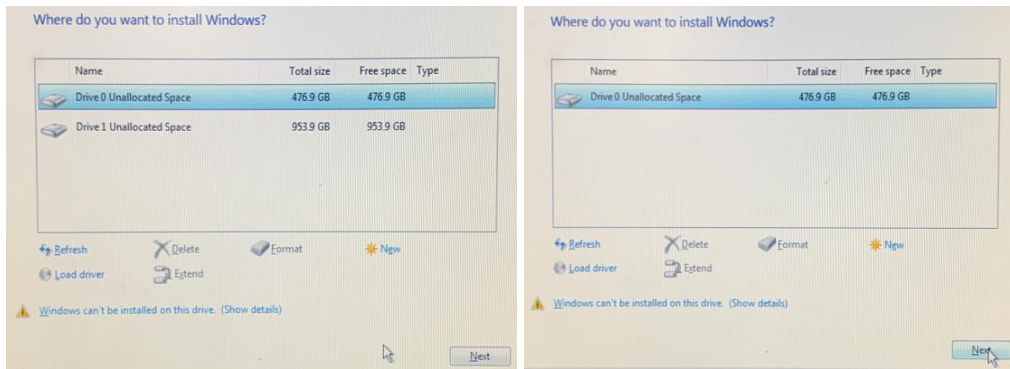 Where do you want to install Windows?
Name Total size Free space Type
Drive 0 Unallocated Space 476.9 GB 476.9 GB
Drive 1 Unallocated Space 953.9 GB 953.9 GB
Refresh Delete Format New
Load driver Extend
Windows can't be installed on this drive. (Show details)
Next
Where do you want to install Windows?
Name Total size Free space Type
Drive 0 Unallocated Space 476.9 GB 476.9 GB
Refresh Delete Format New
Load driver Extend
Windows can't be installed on this drive. (Show details)
Next